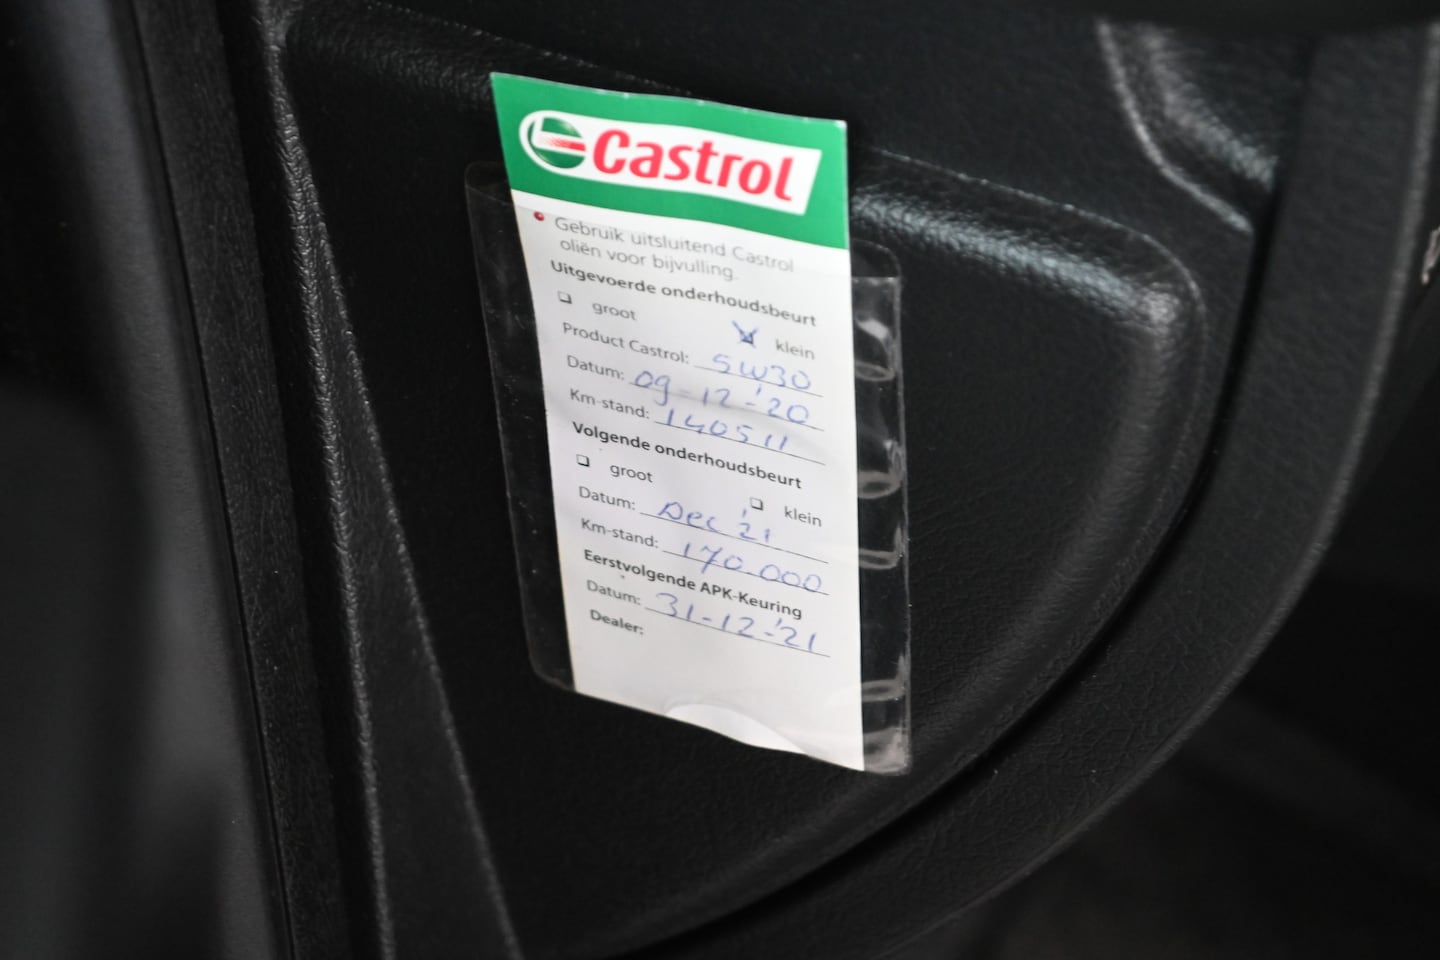 Castrol
Gebruik uitsluitend Castrol
oliën voor bijvulling.
Uitgevoerde onderhoudsbeurt
groot klein
Product Castrol: 5W30
Datum: 09-12-'20
Km-stand: 140511
Volgende onderhoudsbeurt
groot klein
Datum: Dec '21
Km-stand: 170.000
Eerstvolgende APK-Keuring
Datum: 31-12-'21
Dealer: